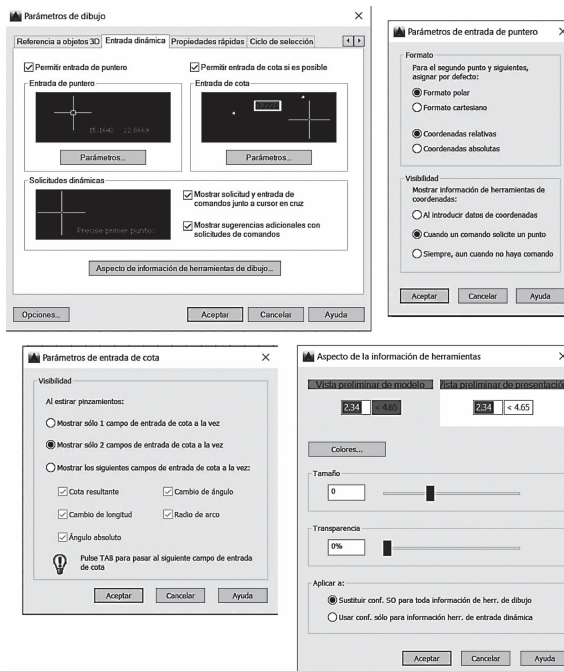 Parámetros de dibujo
Referencia a objetos 3D Entrada dinámica Propiedades rápidas Ciclo de selección
Permitir entrada de puntero
Permitir entrada de cota si es posible
Entrada de puntero
Entrada de cota
Parámetros...
Parámetros...
Solicitudes dinámicas
Precise primer punto:
Mostrar solicitud y entrada de
comandos junto a cursor en cruz
Mostrar sugerencias adicionales con
solicitudes de comandos
Aspecto de información de herramientas de dibujo...
Opciones... Aceptar Cancelar Ayuda
Parámetros de entrada de puntero
Formato
Para el segundo punto y siguientes,
asignar por defecto:
Formato polar
Formato cartesiano
Coordenadas relativas
Coordenadas absolutas
Visibilidad
Mostrar información de herramientas de
coordenadas:
Al introducir datos de coordenadas
Cuando un comando solicite un punto
Siempre, aun cuando no haya comando
Aceptar Cancelar Ayuda
Parámetros de entrada de cota
Visibilidad
Al estirar pinzamientos:
Mostrar sólo 1 campo de entrada de cota a la vez
Mostrar sólo 2 campos de entrada de cota a la vez
Mostrar los siguientes campos de entrada de cota a la vez:
Cota resultante Cambio de ángulo
Cambio de longitud Radio de arco
Ángulo absoluto
Pulse TAB para pasar al siguiente campo de entrada
de cota
Aceptar Cancelar Ayuda
Aspecto de la información de herramientas
Vista preliminar de modelo Vista preliminar de presentación
2.34 < 4.65 2.34 < 4.65
Colores...
Tamaño
0
Transparencia
0%
Aplicar a:
Sustituir conf. SO para toda información de herr. de dibujo
Usar conf. sólo para información herr. de entrada dinámica
Aceptar Cancelar Ayuda